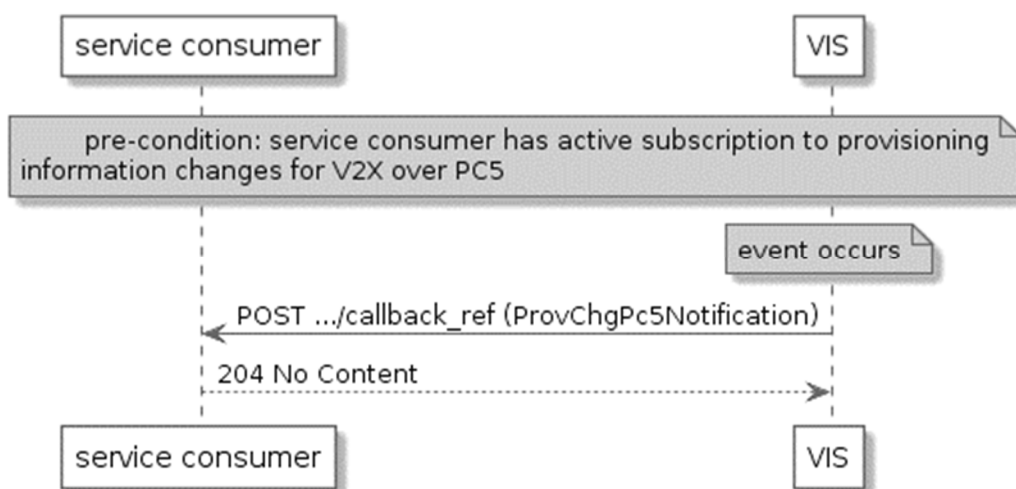 service consumer
VIS
pre-condition: service consumer has active subscription to provisioning
information changes for V2X over PC5
event occurs
POST .../callback_ref (ProvChgPc5Notification)
204 No Content
service consumer
VIS